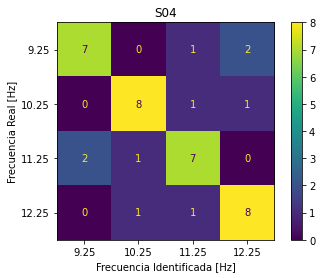 S04
Frecuencia Real [Hz]
9.25 7 0 1 2
10.25 0 8 1 1
11.25 2 1 7 0
12.25 0 1 1 8
9.25 10.25 11.25 12.25
Frecuencia Identificada [Hz]
8
7
6
5
4
3
2
1
0